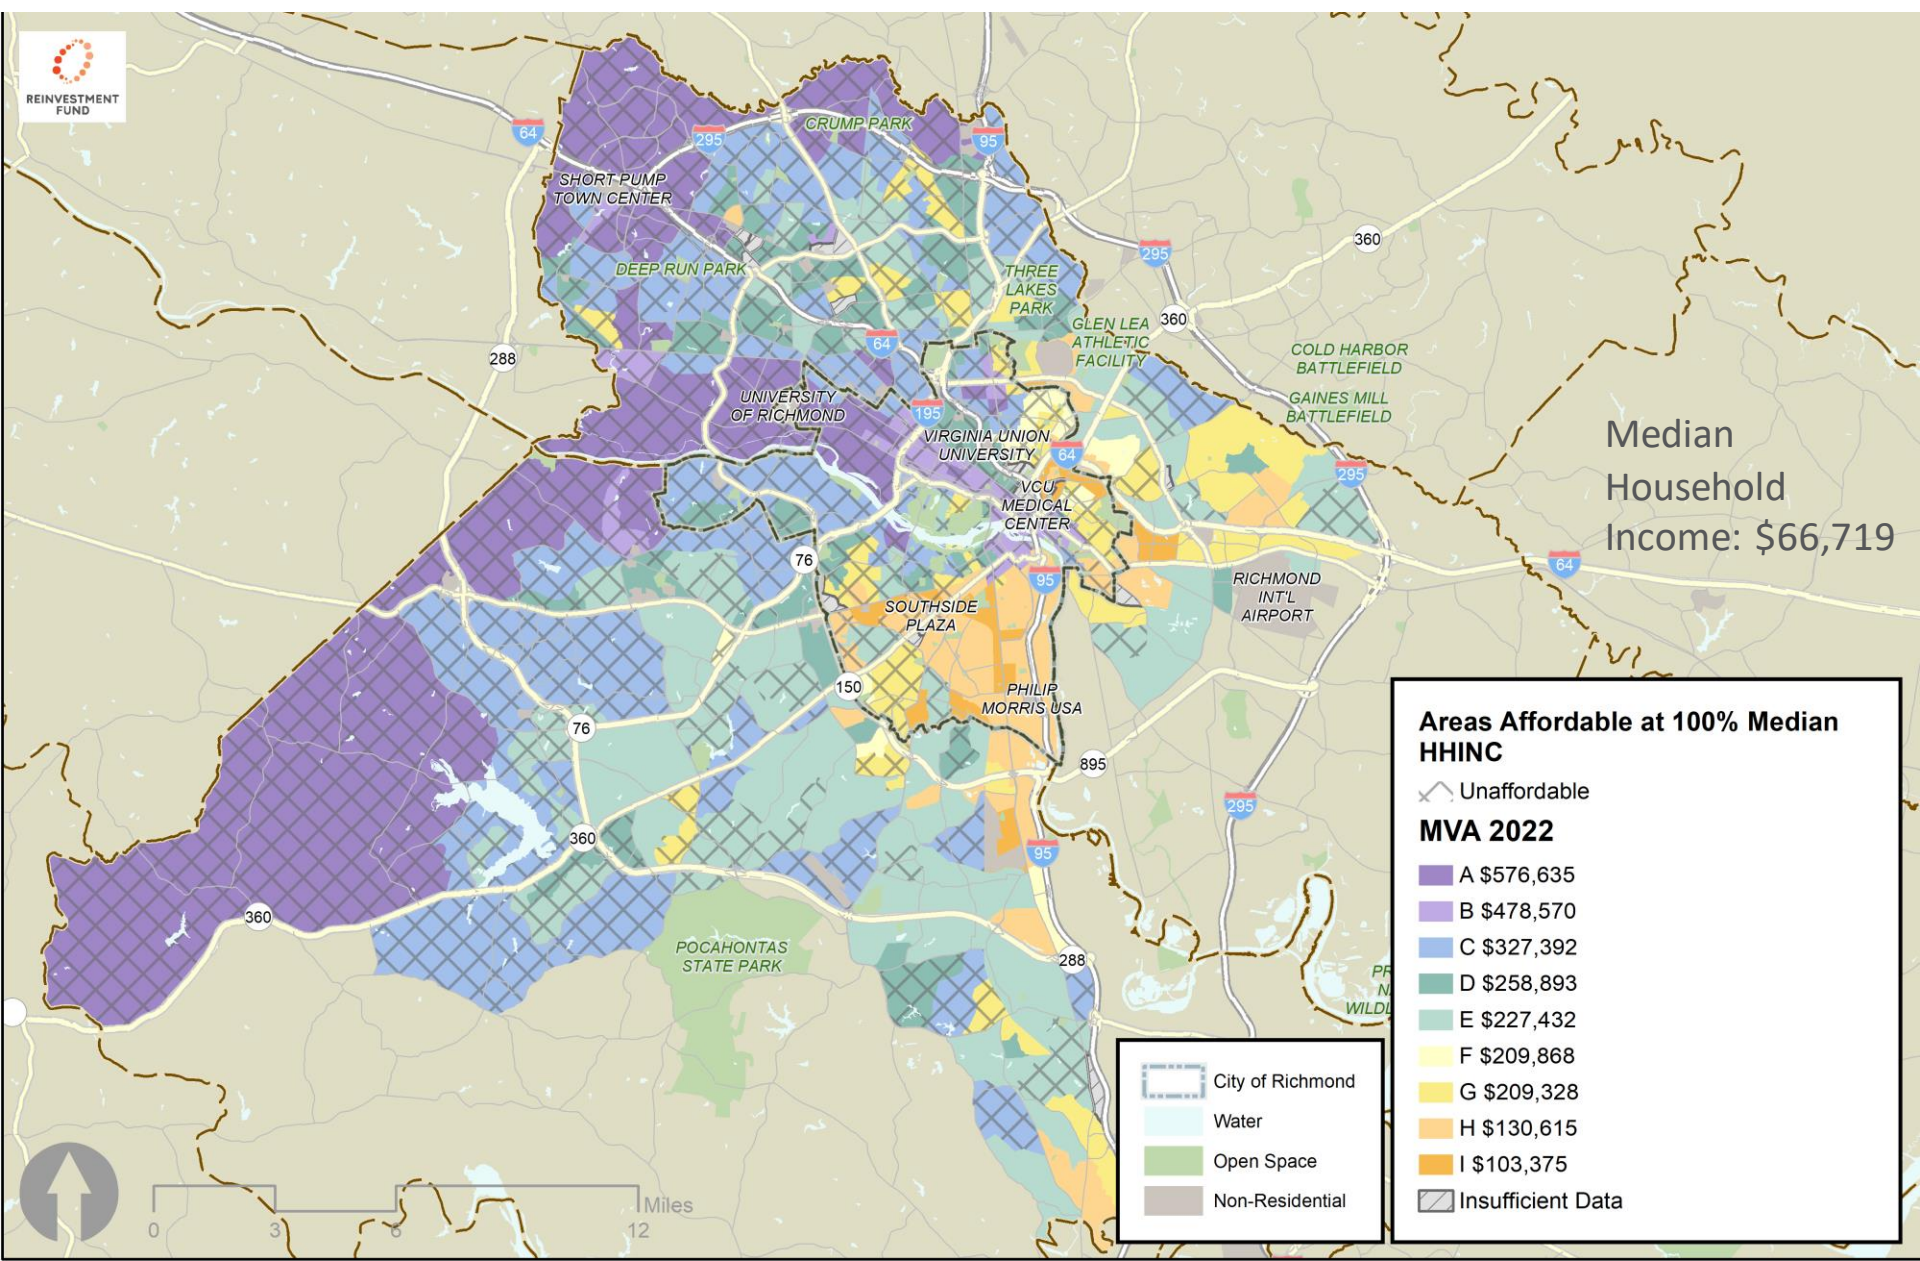 REINVESTMENT
FUND
64
295
CRUMP PARK
95
SHORT PUMP
TOWN CENTER
360
295
DEEP RUN PARK
THREE
LAKES
PARK
360
GLEN LEA
ATHLETIC
FACILITY
64
288
COLD HARBOR
BATTLEFIELD
UNIVERSITY
OF RICHMOND
195
GAINES MILL
BATTLEFIELD
VIRGINIA UNION
UNIVERSITY
64
295
VCU
MEDICAL
CENTER
Median
Household
Income: $66,719
76
95
64
RICHMOND
INT'L
AIRPORT
SOUTHSIDE
PLAZA
150
PHILIP
MORRIS USA
76
895
295
360
95
360
POCAHONTAS
STATE PARK
288
PR
N
WILDL
Areas Affordable at 100% Median
HHINC
Unaffordable
MVA 2022
A $576,635
B $478,570
C $327,392
D $258,893
E $227,432
F $209,868
G $209,328
H $130,615
I $103,375
Insufficient Data
City of Richmond
Water
Open Space
Non-Residential
Miles
0 3 6 12